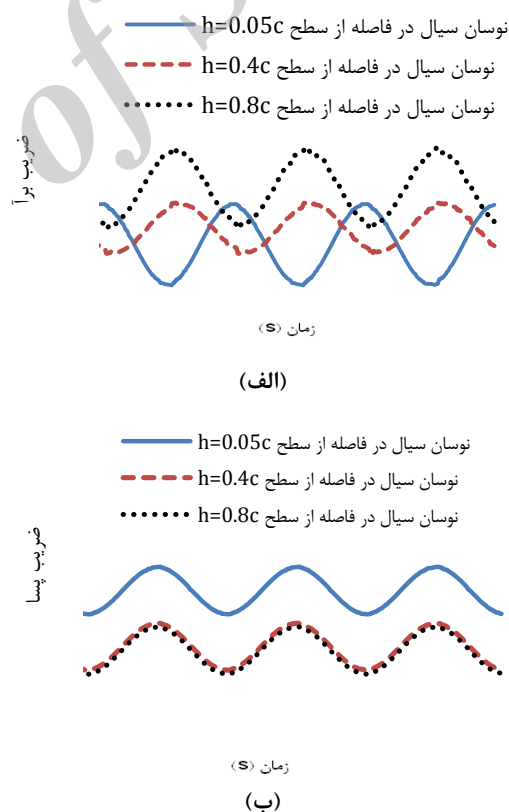 نوسان سیال در فاصله از سطح h=0.05c
نوسان سیال در فاصله از سطح h=0.4c
نوسان سیال در فاصله از سطح h=0.8c
ضریب برآ
زمان (s)
(الف)
نوسان سیال در فاصله از سطح h=0.05c
نوسان سیال در فاصله از سطح h=0.4c
نوسان سیال در فاصله از سطح h=0.8c
ضریب پسا
زمان (s)
(ب)
of